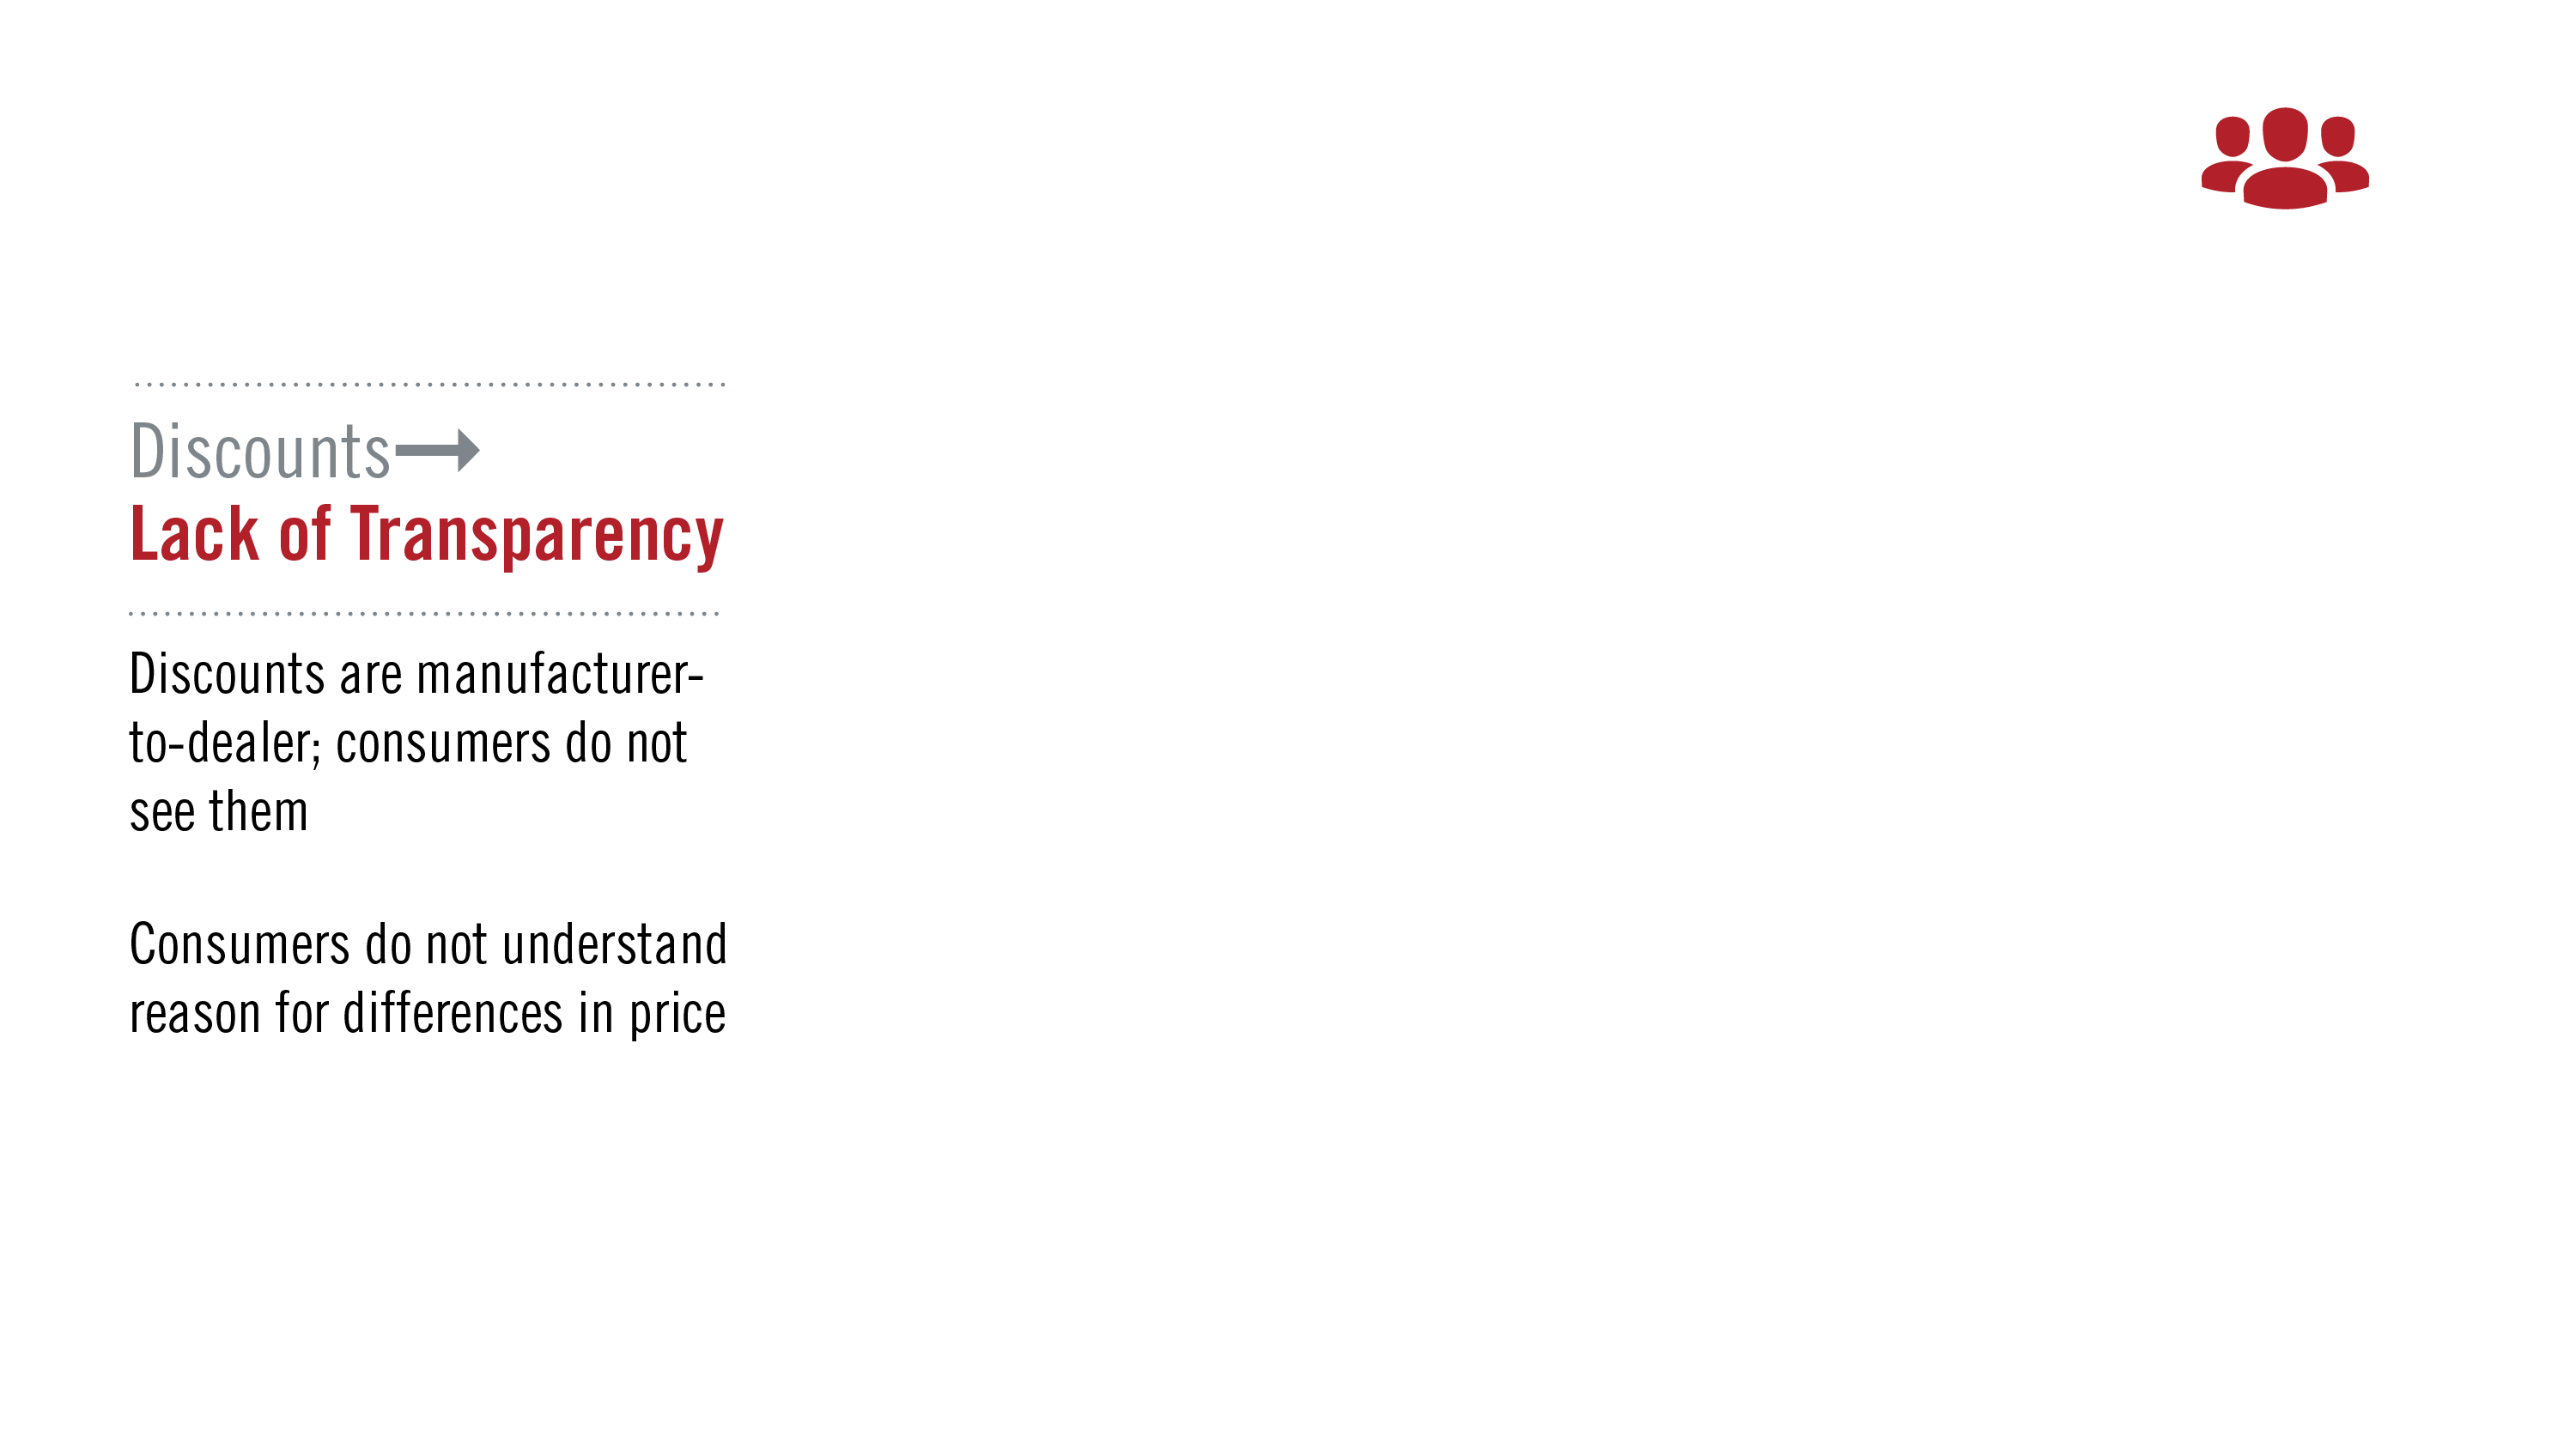 Discounts
Lack of Transparency
Discounts are manufacturer-
to-dealer; consumers do not
see them
Consumers do not understand
reason for differences in price